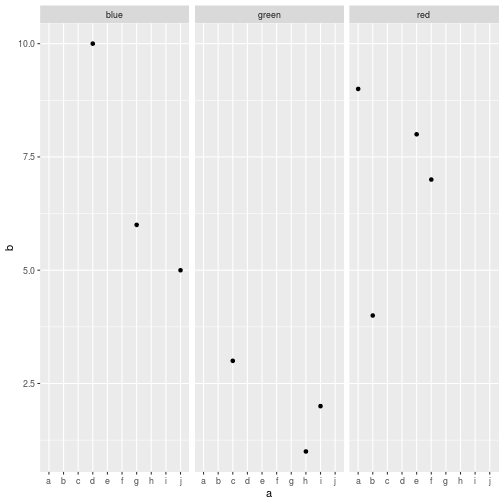 blue green red
10.0
7.5
5.0
2.5
b
a b c d e f g h i j a b c d e f g h i j a b c d e f g h i j
a